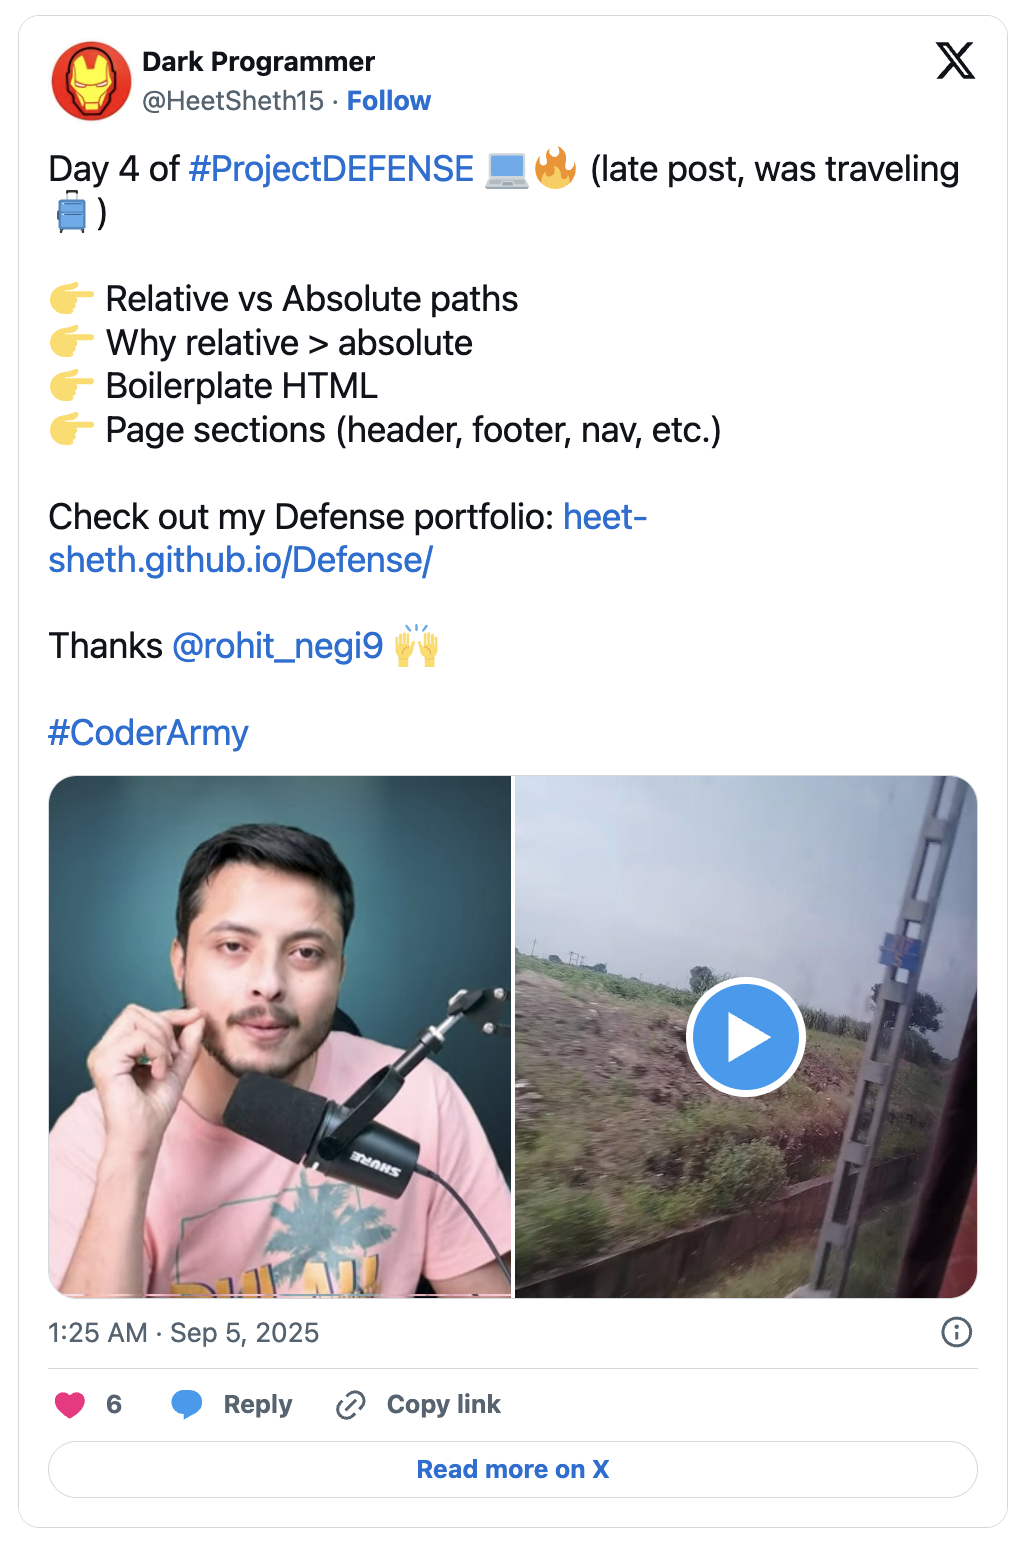 Dark Programmer
@HeetSheth15 · Follow
Day 4 of #ProjectDEFENSE 💻🔥 (late post, was traveling
🧳)
👉 Relative vs Absolute paths
👉 Why relative > absolute
👉 Boilerplate HTML
👉 Page sections (header, footer, nav, etc.)
Check out my Defense portfolio: heet-
sheth.github.io/Defense/
Thanks @rohit_negi9 🙌
#CoderArmy
SHURE
1:25 AM · Sep 5, 2025
6 Reply Copy link
Read more on X